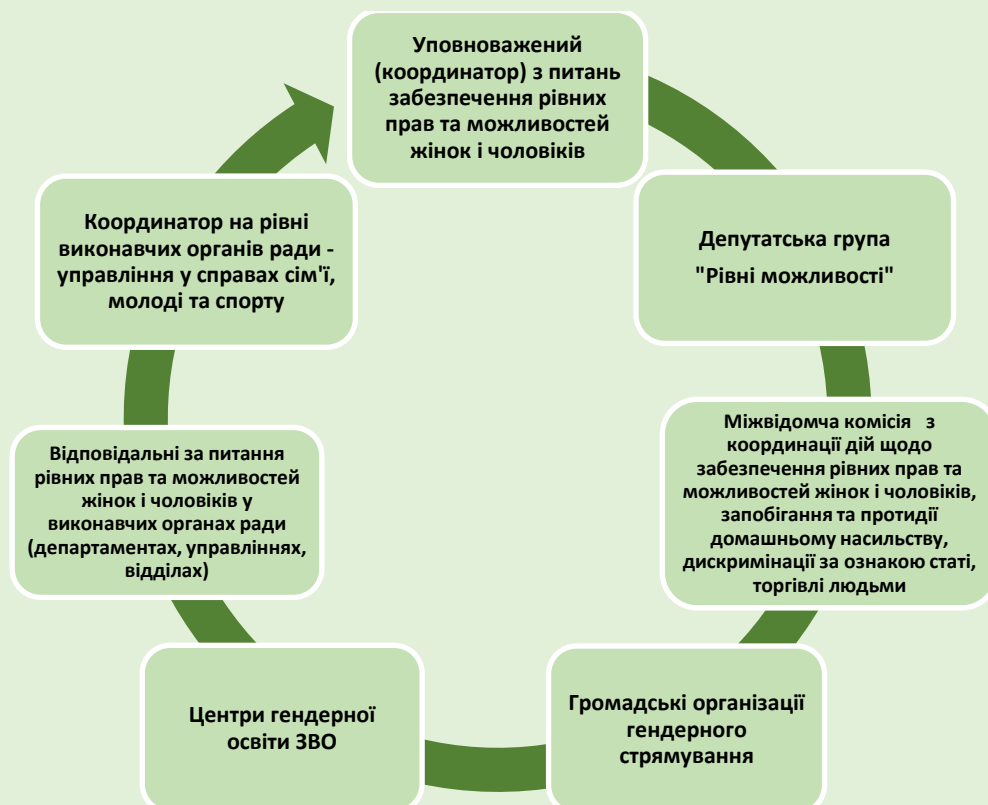 Уповноважений
(координатор) з питань
забезпечення рівних
прав та можливостей
жінок і чоловіків
Депутатська група
"Рівні можливості"
Міжвідомча комісія з
координації дій щодо
забезпечення рівних прав та
можливостей жінок і чоловіків,
запобігання та протидії
домашньому насильству,
дискримінації за ознакою статі,
торгівлі людьми
Громадські організації
гендерного
стрямування
Центри гендерної
освіти ЗВО
Відповідальні за питання
рівних прав та можливостей
жінок і чоловіків у
виконавчих органах ради
(департаментах, управліннях,
відділах)
Координатор на рівні
виконавчих органів ради -
управління у справах сім'ї,
молоді та спорту